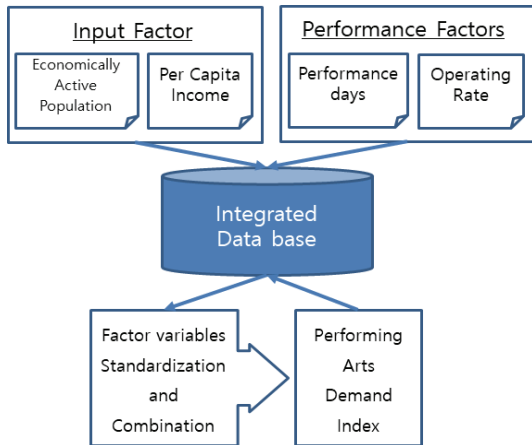 Input Factor
Economically
Active
Population
Per Capita
Income
Performance Factors
Performance
days
Operating
Rate
Integrated
Data base
Factor variables
Standardization
and
Combination
Performing
Arts
Demand
Index